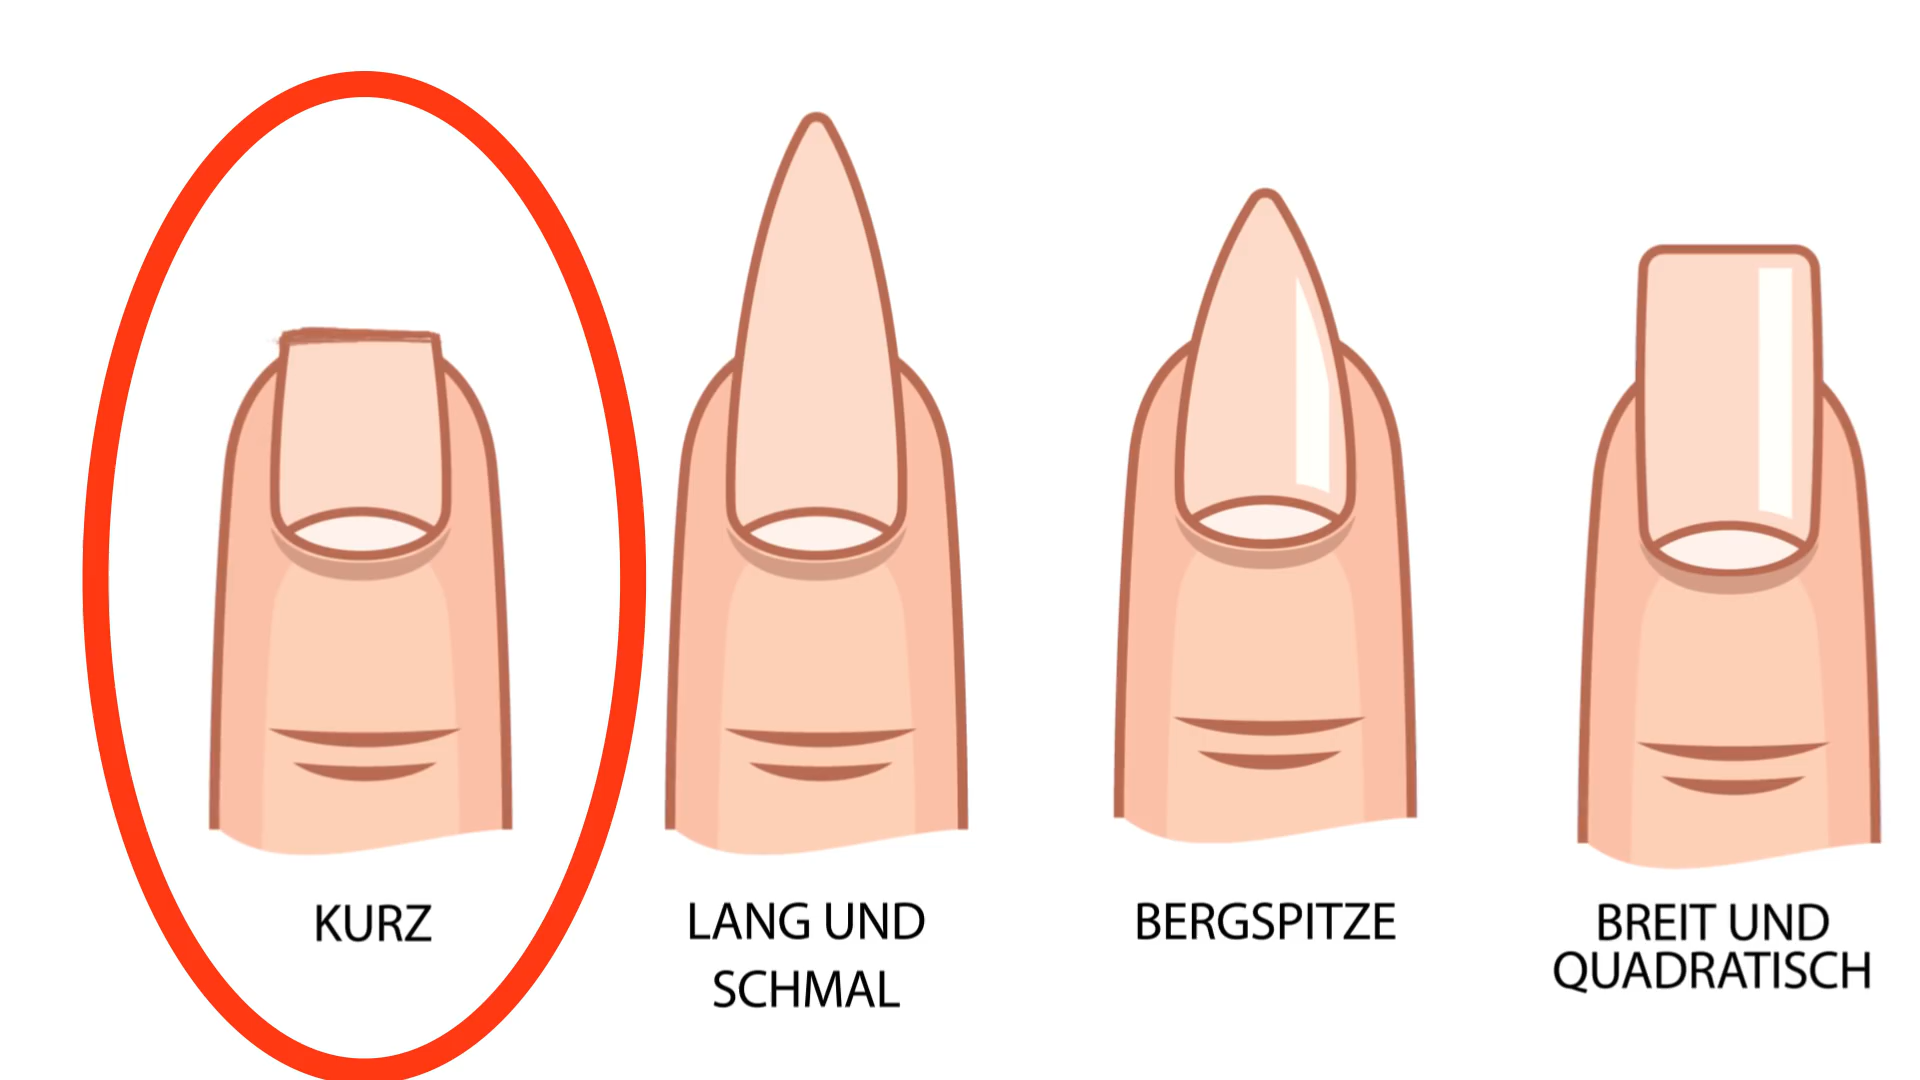 KURZ
LANG UND
SCHMAL
BERGSPITZE
BREIT UND
QUADRATISCH